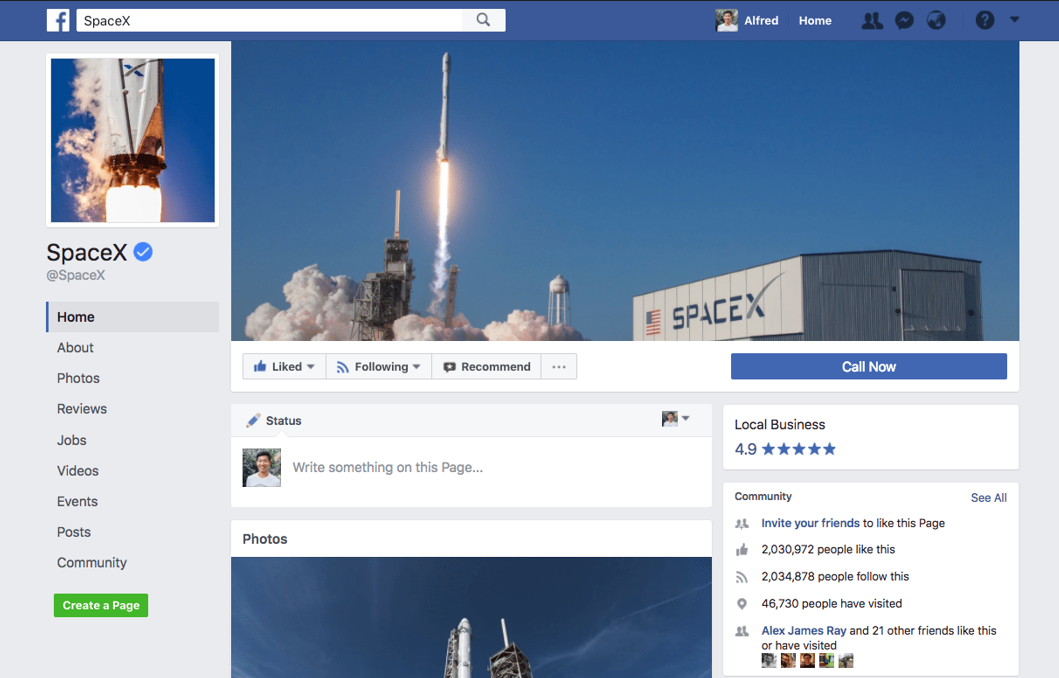 SpaceX
Alfred
Home
SpaceX
@SpaceX
Home
About
Photos
Reviews
Jobs
Videos
Events
Posts
Community
Create a Page
SPACEX
Liked
Following
Recommend
Call Now
Status
Write something on this Page...
Photos
Local Business
4.9
Community
See All
Invite your friends to like this Page
2,030,972 people like this
2,034,878 people follow this
46,730 people have visited
Alex James Ray and 21 other friends like this
or have visited